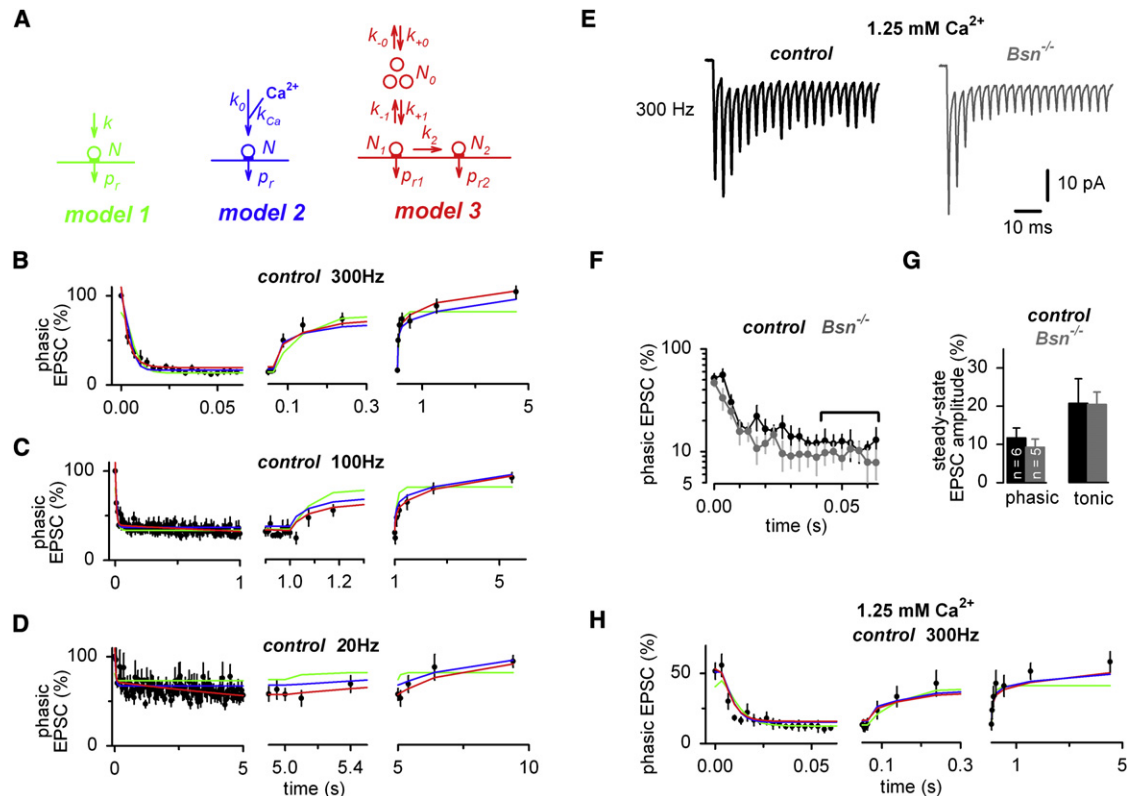 A
k
N
p_r
model 1
k_0
Ca²⁺
k_Ca
N
p_r
model 2
k_-0 k_+0
N_0
k_-1 k_+1
N_1 k_2 N_2
p_r1 p_r2
model 3
B
control 300Hz
phasic
EPSC (%)
100
0
0.00 0.05 0.1 0.3 1 5
C
control 100Hz
phasic
EPSC (%)
100
0
0 1 1.0 1.2 1 5
D
control 20Hz
phasic
EPSC (%)
100
0
0 5 5.0 5.4 5 10
time (s)
E
1.25 mM Ca²⁺
control Bsn⁻/⁻
300 Hz
10 pA
10 ms
F
control Bsn⁻/⁻
phasic EPSC (%)
100
10
5
0.00 0.05
time (s)
G
control
Bsn⁻/⁻
steady-state
EPSC amplitude (%)
30
20
10
0
n = 6
n = 5
phasic tonic
H
1.25 mM Ca²⁺
control 300Hz
phasic EPSC (%)
50
0
0.00 0.05 0.1 0.3 1 5
time (s)